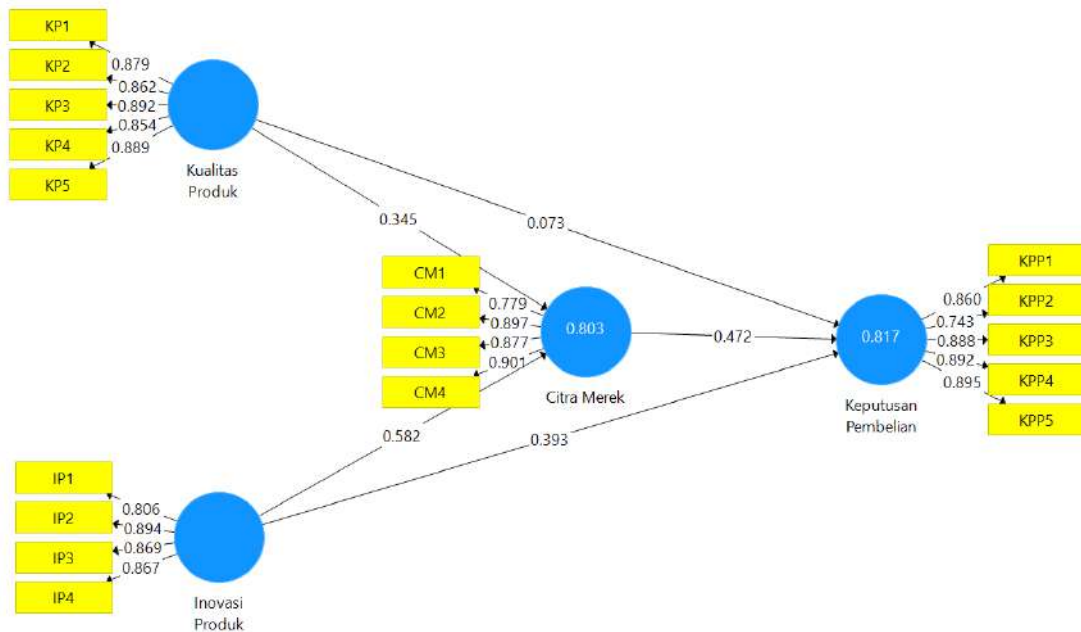 KP1
KP2
KP3
KP4
KP5
0.879
0.862
0.892
0.854
0.889
Kualitas
Produk
0.345
0.073
CM1
CM2
CM3
CM4
0.779
0.897
0.877
0.901
0.803
Citra Merek
0.472
0.817
Keputusan
Pembelian
0.860
0.743
0.888
0.892
0.895
KPP1
KPP2
KPP3
KPP4
KPP5
0.582
0.393
IP1
IP2
IP3
IP4
0.806
0.894
0.869
0.867
Inovasi
Produk